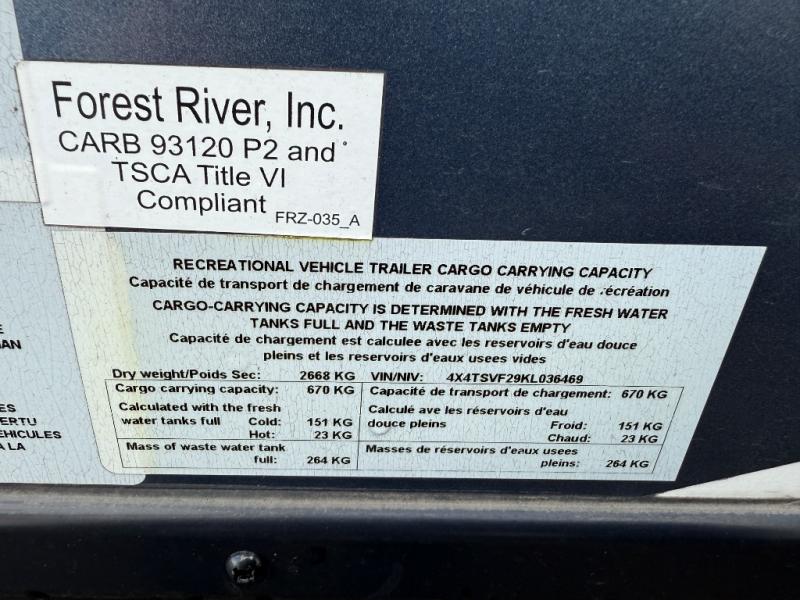 Forest River, Inc.
CARB 93120 P2 and
TSCA Title VI
Compliant FRZ-035_A
RECREATIONAL VEHICLE TRAILER CARGO CARRYING CAPACITY
Capacité de transport de chargement de caravane de véhicule de récréation
CARGO-CARRYING CAPACITY IS DETERMINED WITH THE FRESH WATER
TANKS FULL AND THE WASTE TANKS EMPTY
Capacité de chargement est calculee avec les reservoirs d'eau douce
pleins et les reservoirs d'eaux usees vides
Dry weight/Poids Sec: 2668 KG VIN/NIV: 4X4TSVF29KL036469
Cargo carrying capacity: 670 KG
Calculated with the fresh
water tanks full Cold: 151 KG
Hot: 23 KG
Mass of waste water tank
full: 264 KG
Capacité de transport de chargement: 670 KG
Calculé ave les réservoirs d'eau
douce pleins Froid: 151 KG
Chaud: 23 KG
Masses de réservoirs d'eaux usees
pleins: 264 KG
ES
VERTU
VEHICULES
À LA